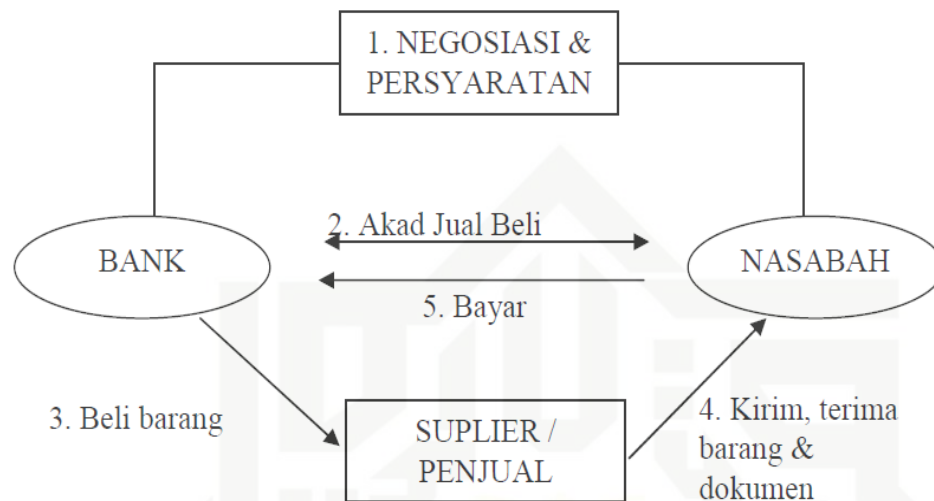 1. NEGOSIASI &
PERSYARATAN
2. Akad Jual Beli
BANK
NASABAH
5. Bayar
3. Beli barang
SUPLIER /
PENJUAL
4. Kirim, terima
barang &
dokumen